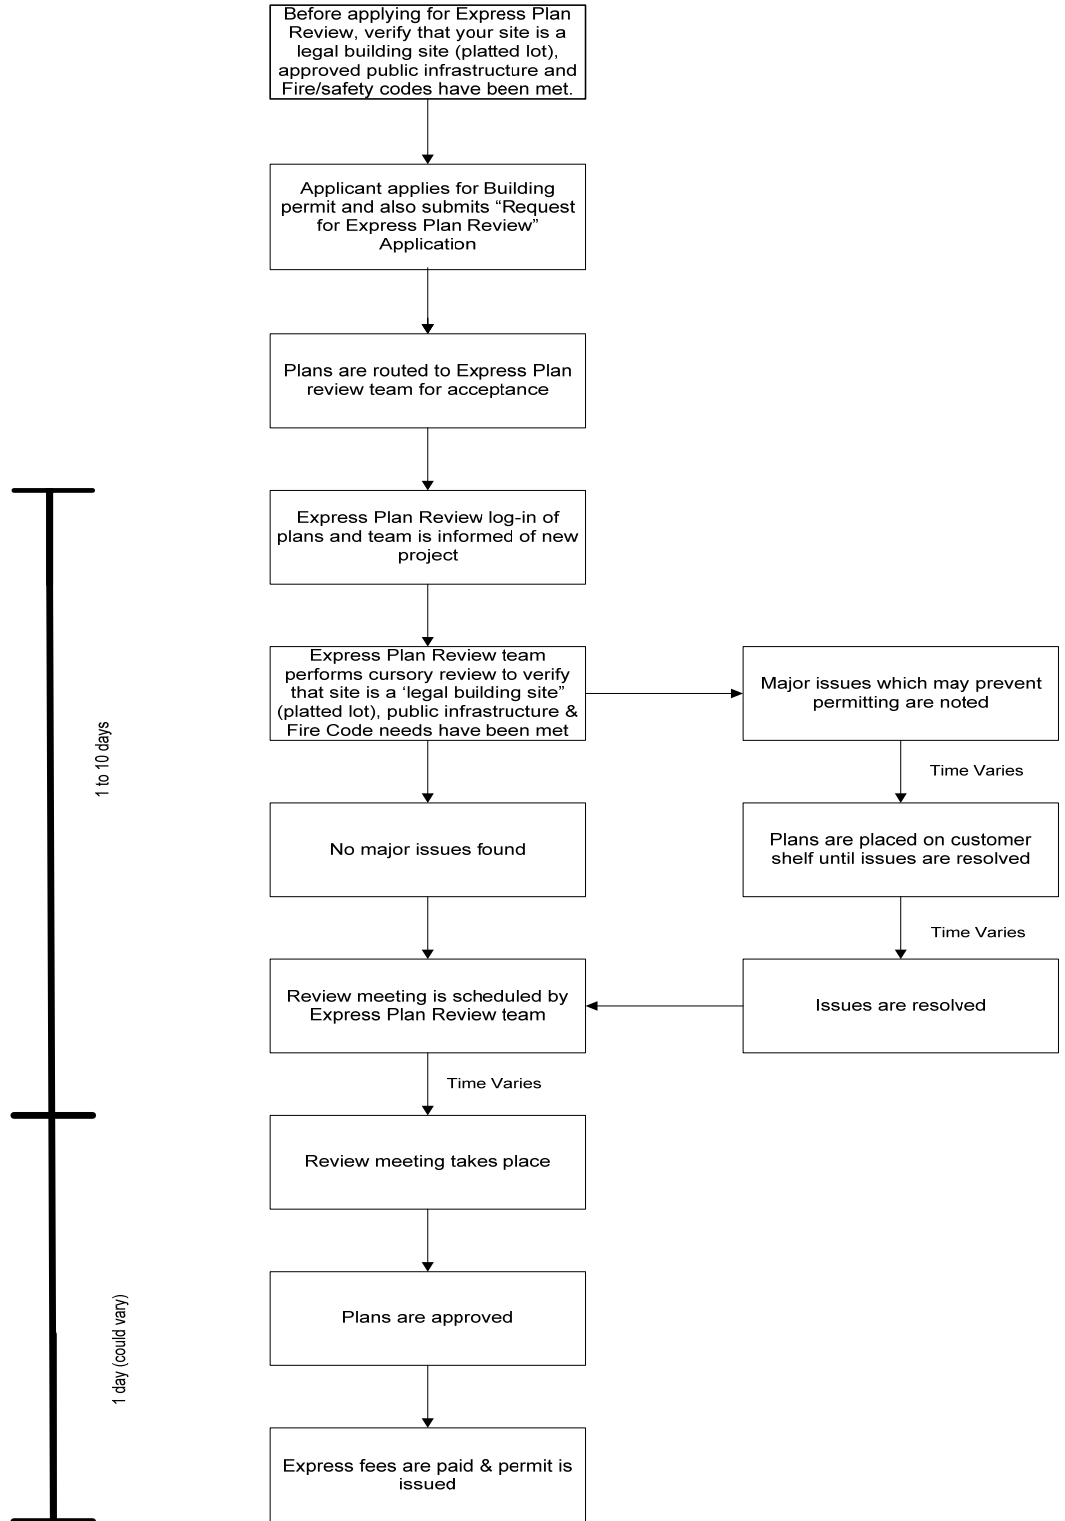 Before applying for Express Plan
Review, verify that your site is a
legal building site (platted lot),
approved public infrastructure and
Fire/safety codes have been met.
Applicant applies for Building
permit and also submits “Request
for Express Plan Review”
Application
Plans are routed to Express Plan
review team for acceptance
Express Plan Review log-in of
plans and team is informed of new
project
Express Plan Review team
performs cursory review to verify
that site is a ‘legal building site”
(platted lot), public infrastructure &
Fire Code needs have been met
Major issues which may prevent
permitting are noted
1 to 10 days
Time Varies
No major issues found
Plans are placed on customer
shelf until issues are resolved
Time Varies
Review meeting is scheduled by
Express Plan Review team
Issues are resolved
Time Varies
Review meeting takes place
Plans are approved
1 day (could vary)
Express fees are paid & permit is
issued